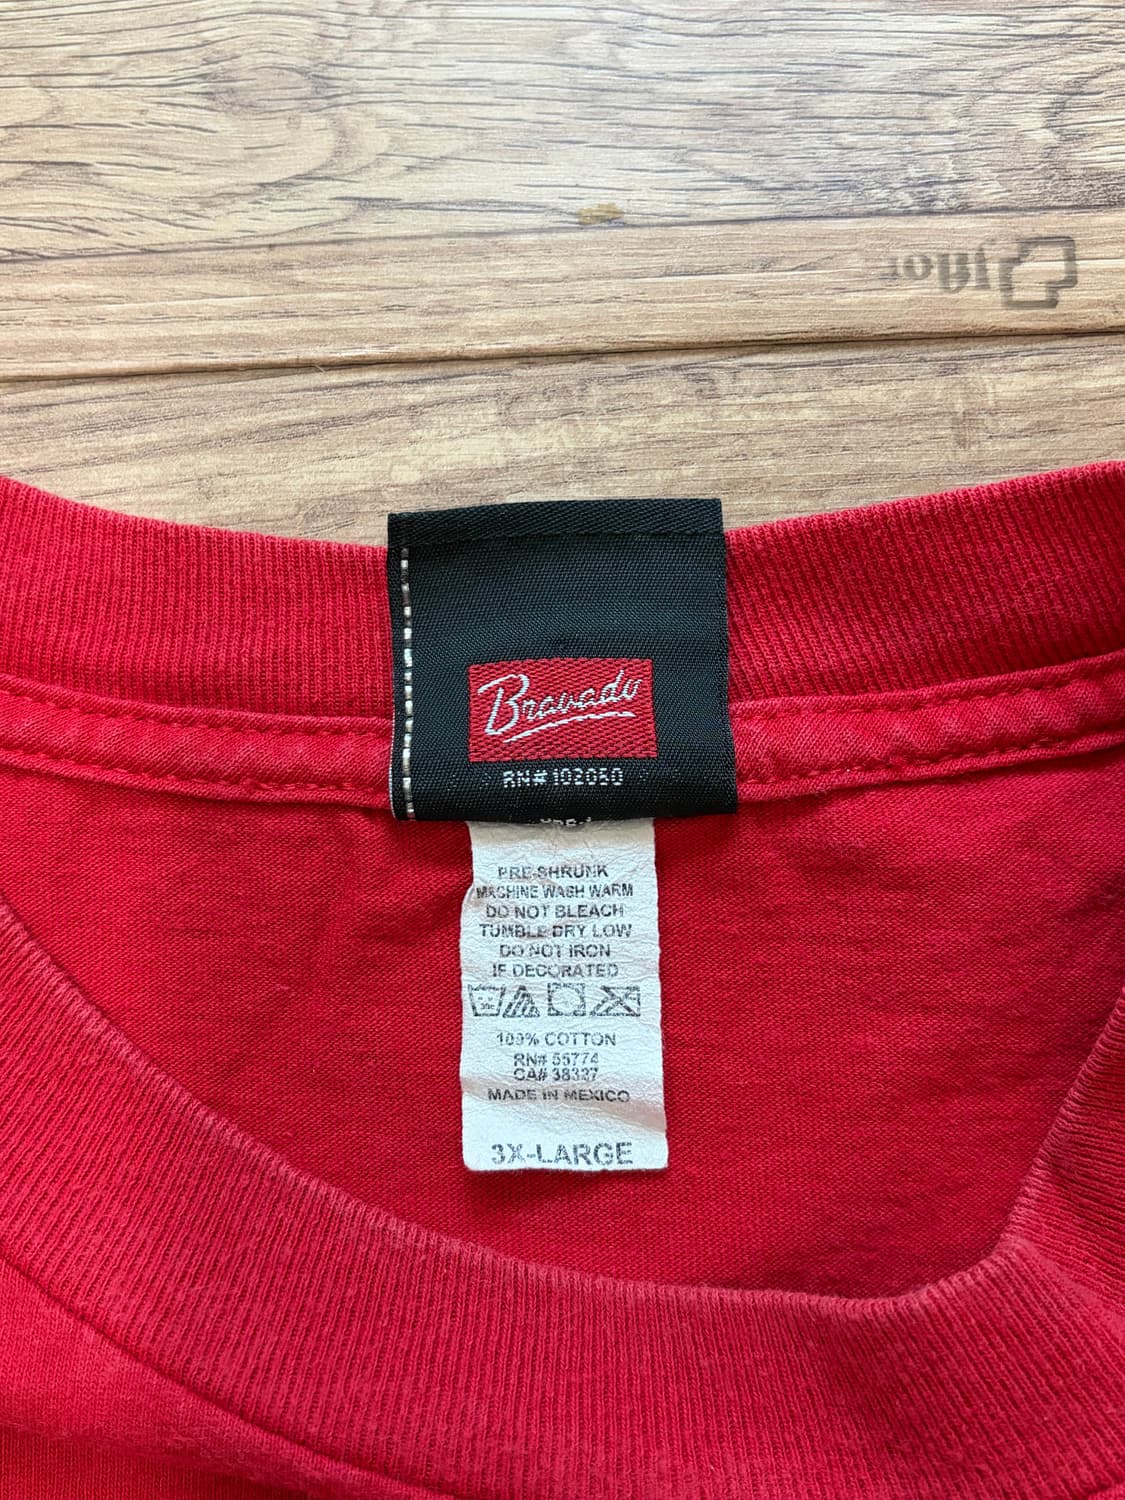 Bravado
RN# 102050
PRE-SHRUNK
MACHINE WASH WARM
DO NOT BLEACH
TUMBLE DRY LOW
DO NOT IRON
IF DECORATED
100% COTTON
RN# 55774
CA# 38327
MADE IN MEXICO
3X-LARGE